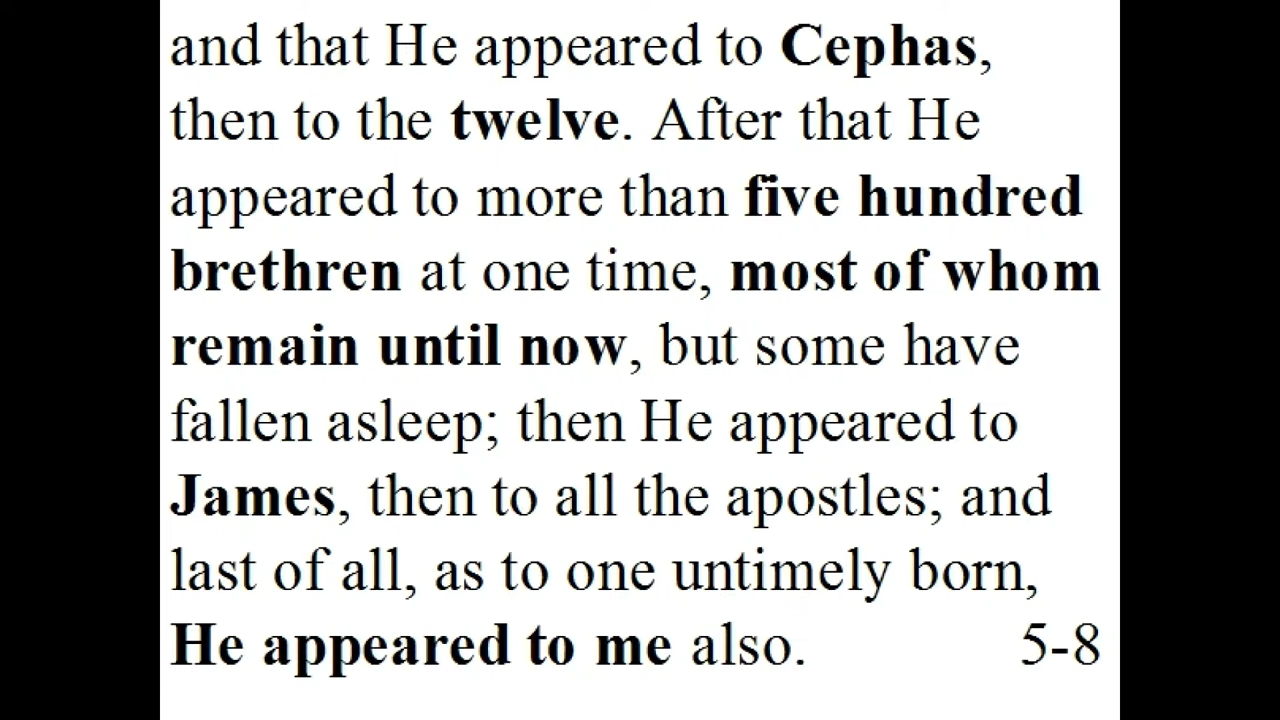 and that He appeared to Cephas,
then to the twelve. After that He
appeared to more than five hundred
brethren at one time, most of whom
remain until now, but some have
fallen asleep; then He appeared to
James, then to all the apostles; and
last of all, as to one untimely born,
He appeared to me also. 5-8